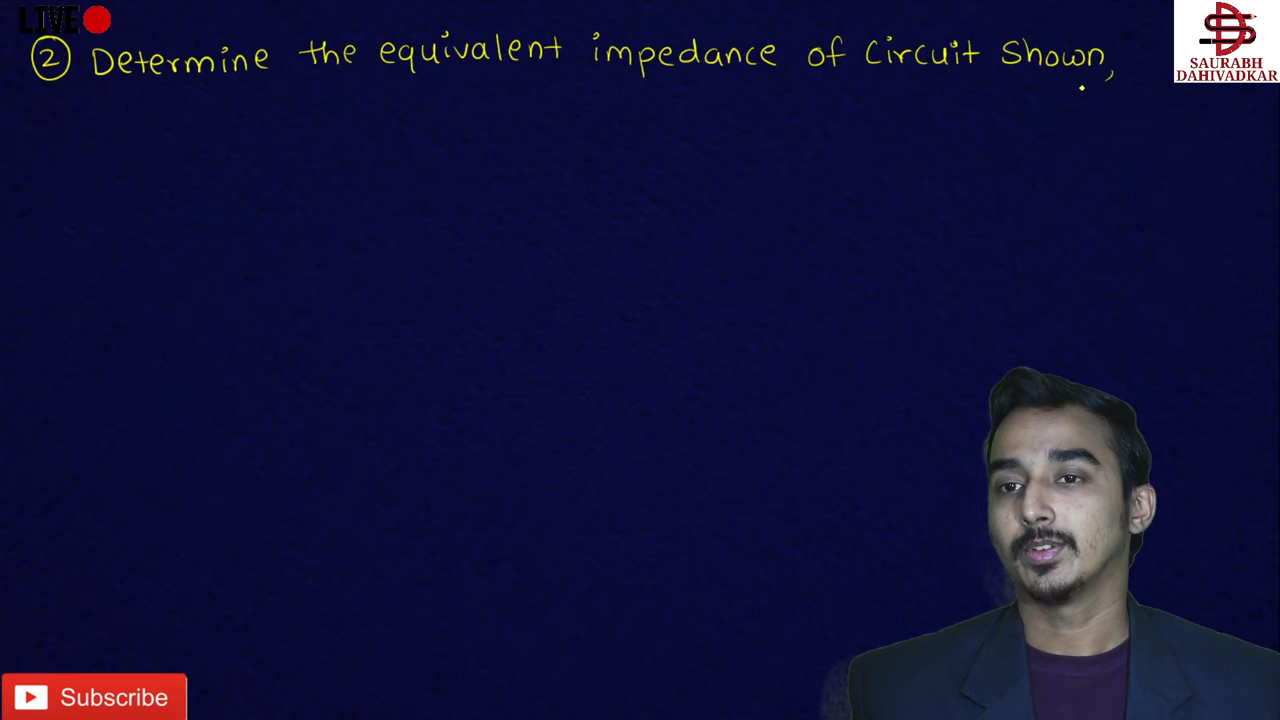 LIVE
② Determine the equivalent impedance of Circuit Shown,
SAURABH
DAHIVADKAR
Subscribe